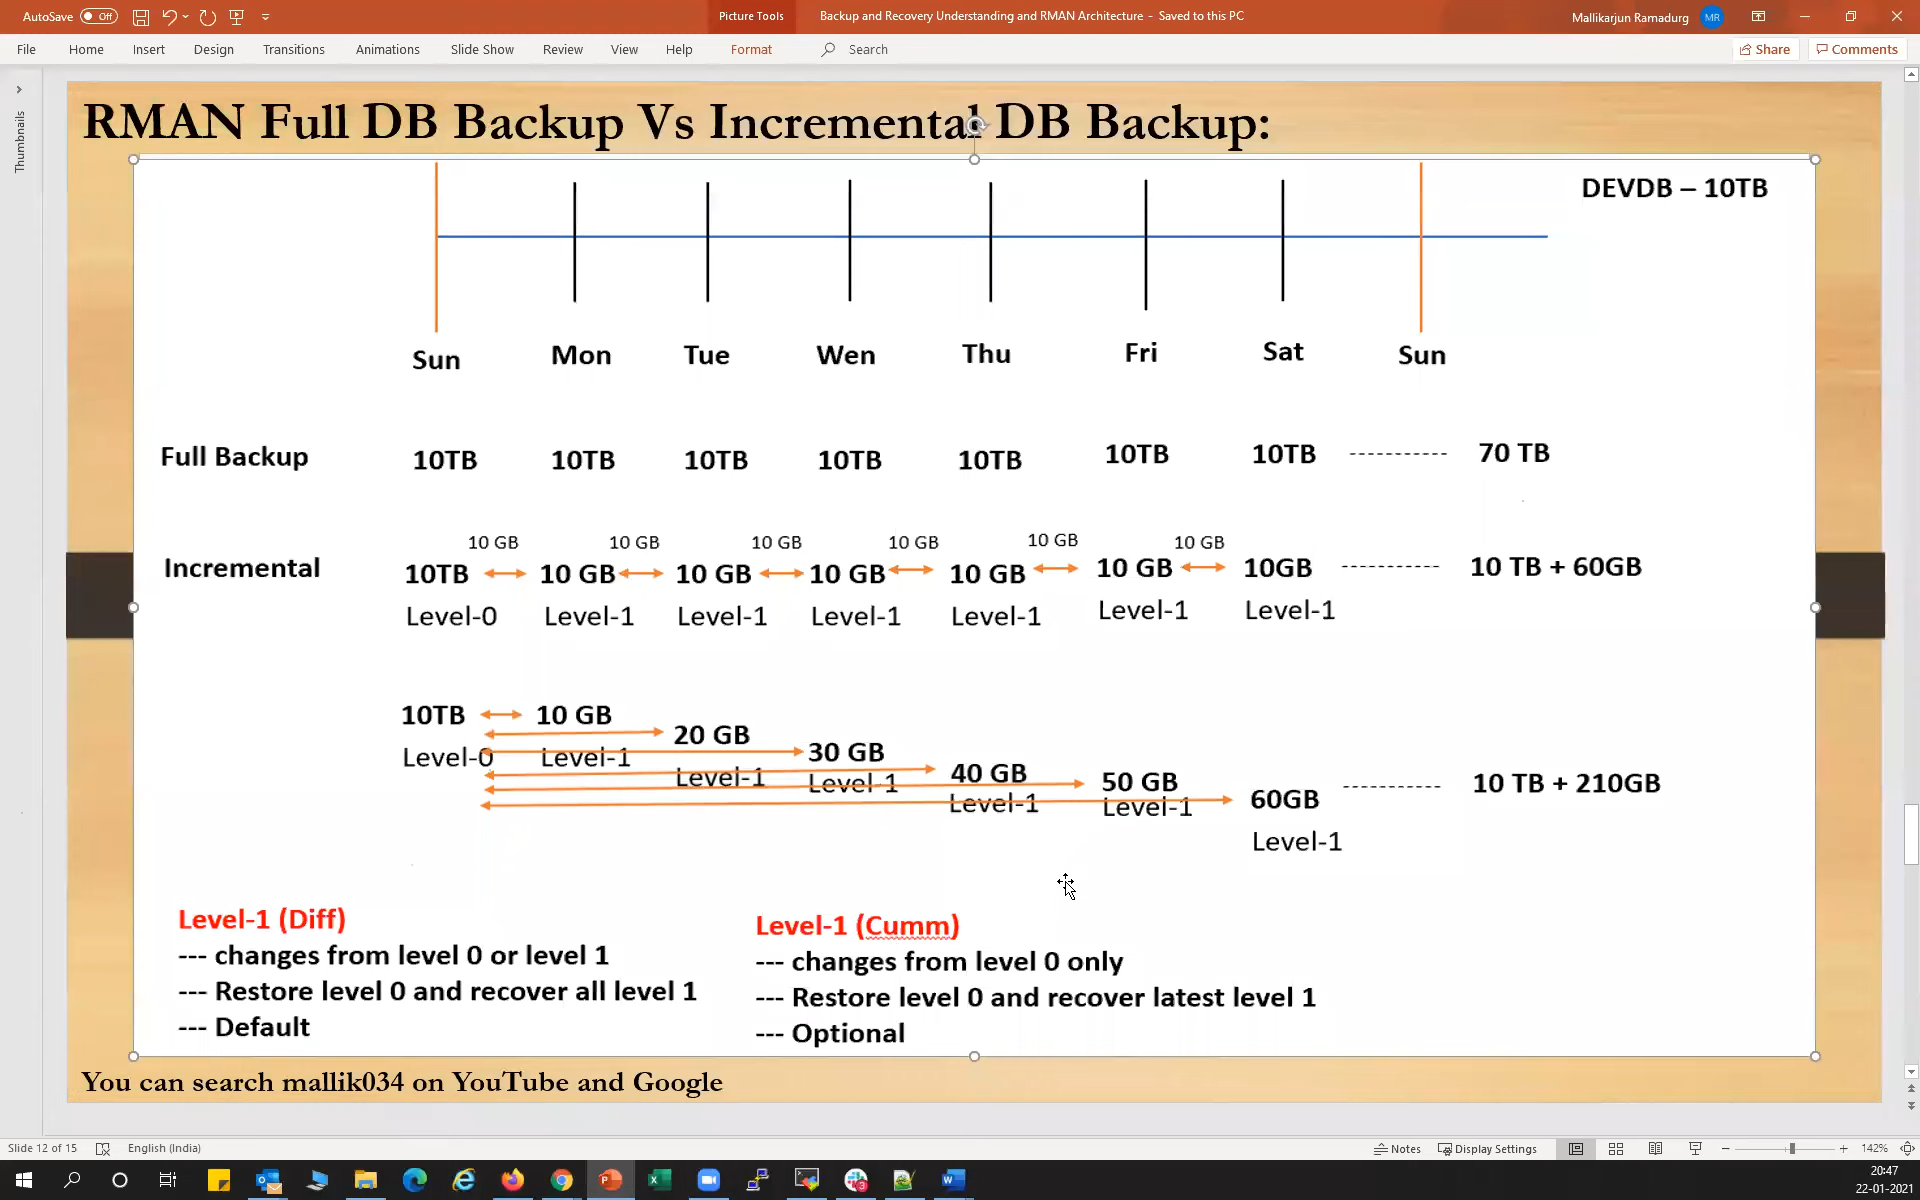 AutoSave Off Picture Tools Backup and Recovery Understanding and RMAN Architecture - Saved to this PC Mallikarjun Ramadurg MR
File Home Insert Design Transitions Animations Slide Show Review View Help Format Search Share Comments
Thumbnails
RMAN Full DB Backup Vs Incremental DB Backup:
DEVDB – 10TB
Sun Mon Tue Wen Thu Fri Sat Sun
Full Backup 10TB 10TB 10TB 10TB 10TB 10TB 10TB ---------- 70 TB
10 GB 10 GB 10 GB 10 GB 10 GB 10 GB
Incremental 10TB 10 GB 10 GB 10 GB 10 GB 10 GB 10GB ---------- 10 TB + 60GB
Level-0 Level-1 Level-1 Level-1 Level-1 Level-1 Level-1
10TB 10 GB 20 GB 30 GB 40 GB 50 GB 60GB ---------- 10 TB + 210GB
Level-0 Level-1 Level-1 Level-1 Level-1 Level-1 Level-1
Level-1 (Diff)
--- changes from level 0 or level 1
--- Restore level 0 and recover all level 1
--- Default
Level-1 (Cumm)
--- changes from level 0 only
--- Restore level 0 and recover latest level 1
--- Optional
You can search mallik034 on YouTube and Google
Slide 12 of 15 English (India) Notes Display Settings 142%
20:47
22-01-2021